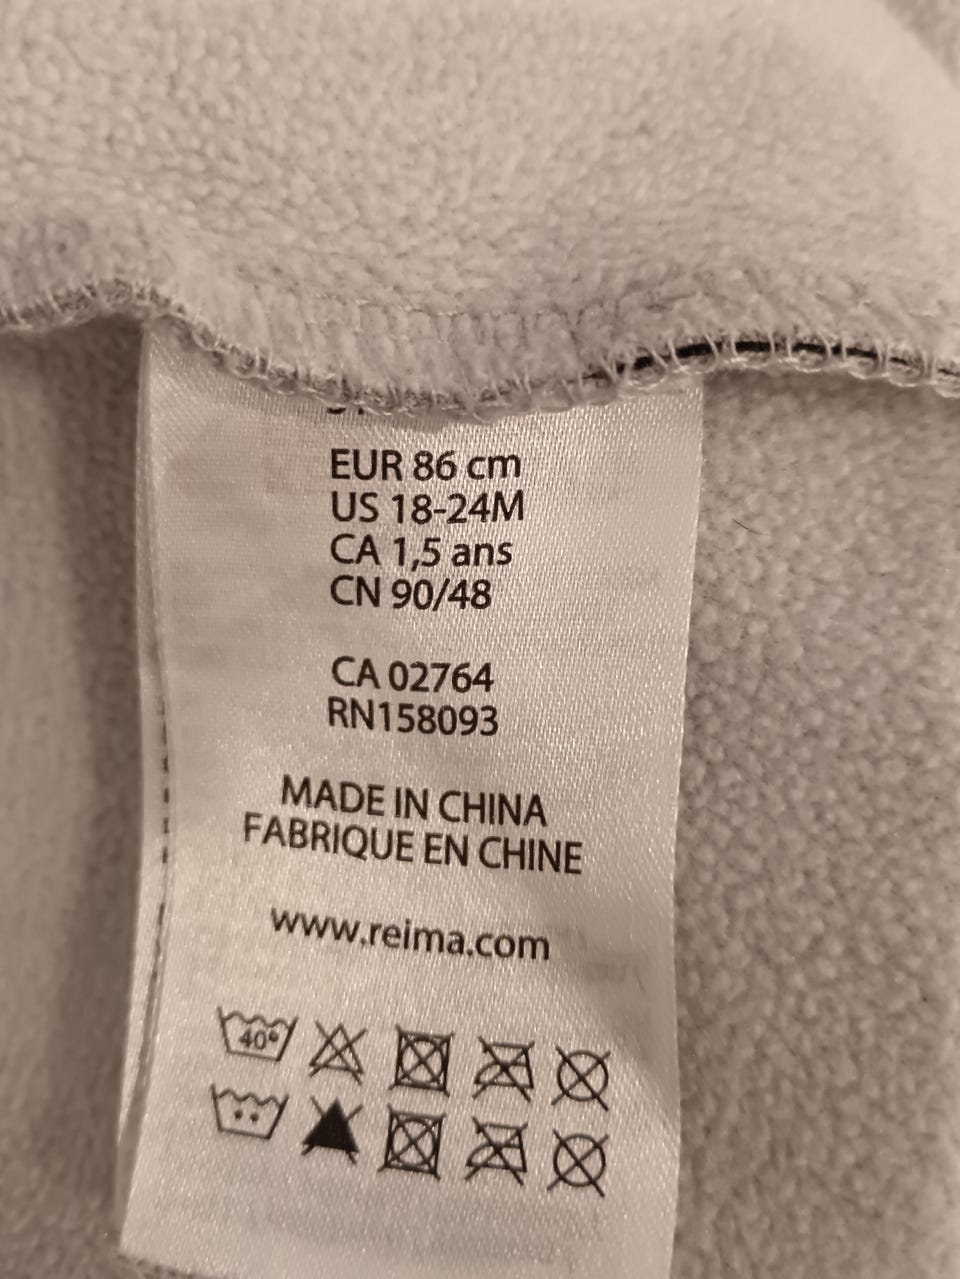 EUR 86 cm
US 18-24M
CA 1,5 ans
CN 90/48
CA 02764
RN158093
MADE IN CHINA
FABRIQUE EN CHINE
www.reima.com
40º